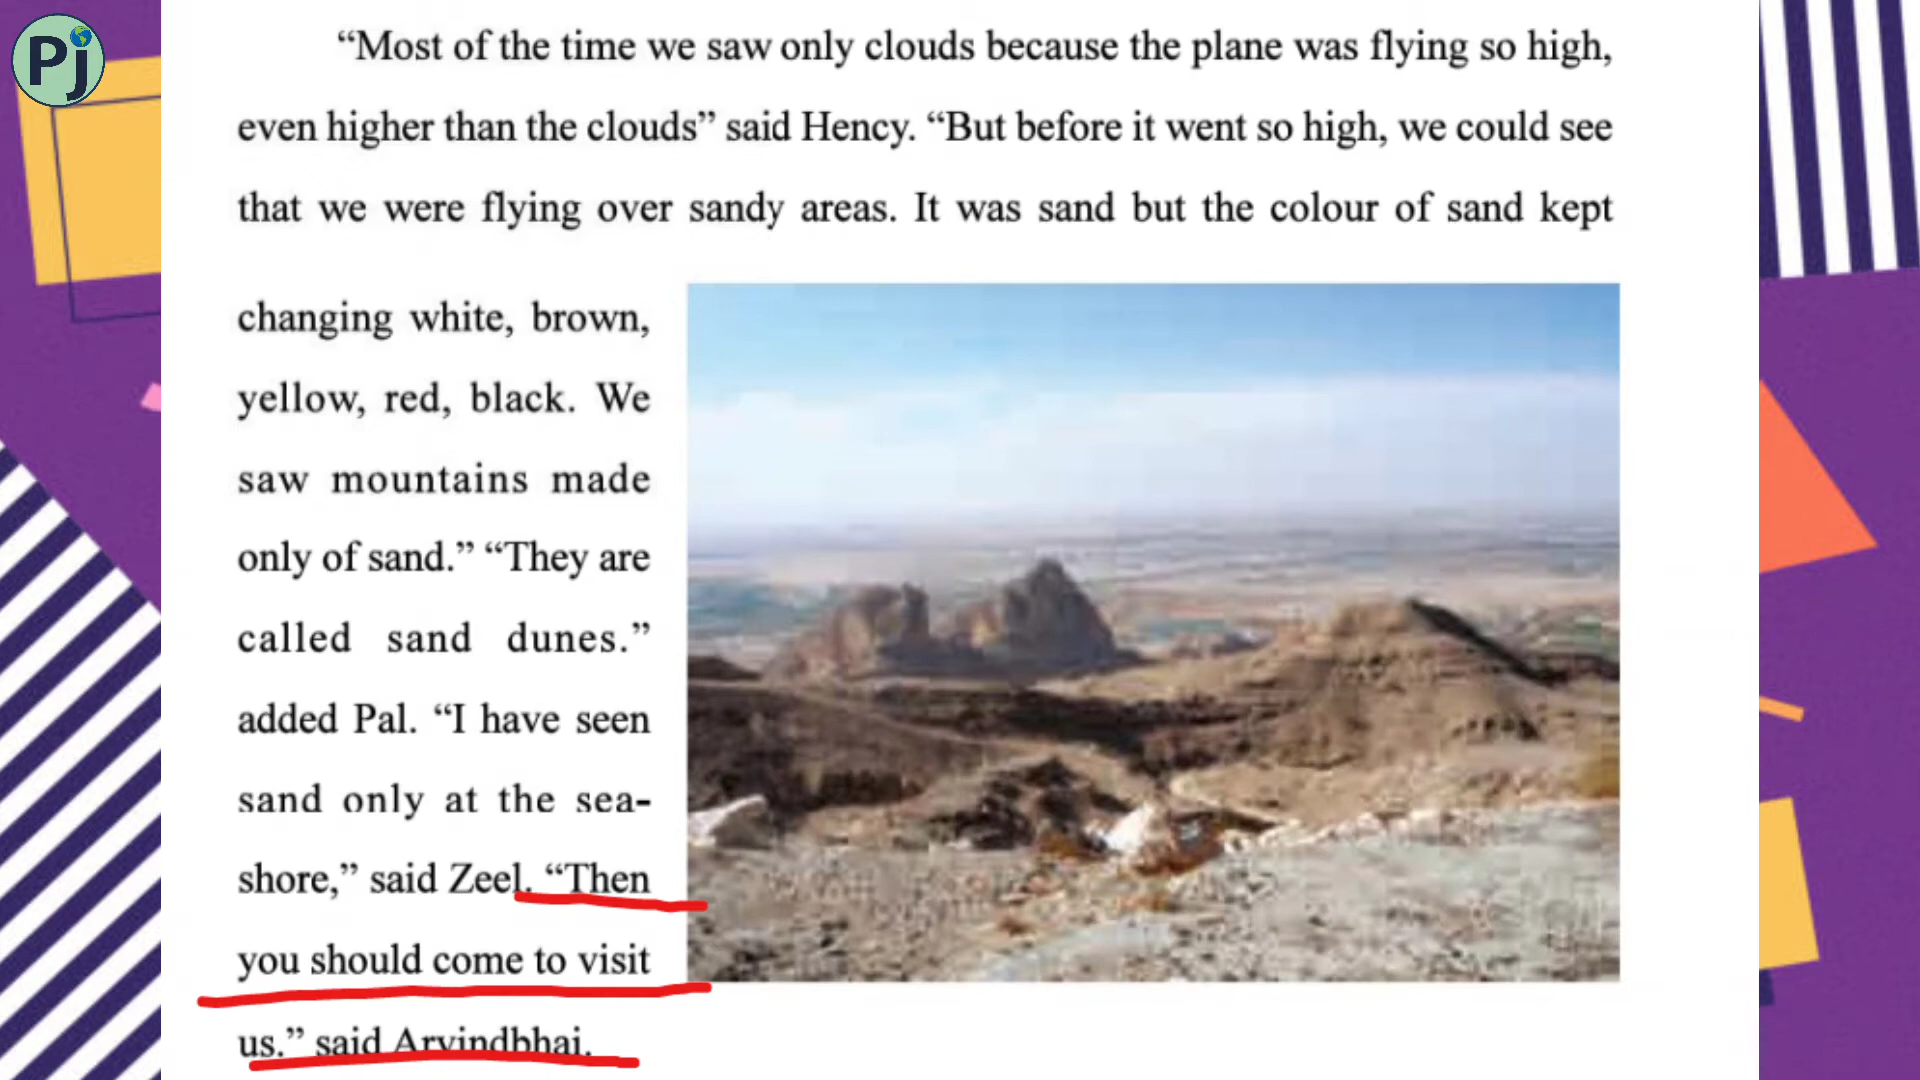 Pj
“Most of the time we saw only clouds because the plane was flying so high,
even higher than the clouds” said Hency. “But before it went so high, we could see
that we were flying over sandy areas. It was sand but the colour of sand kept
changing white, brown,
yellow, red, black. We
saw mountains made
only of sand.” “They are
called sand dunes.”
added Pal. “I have seen
sand only at the sea-
shore,” said Zeel. “Then
you should come to visit
us.” said Arvindbhai.